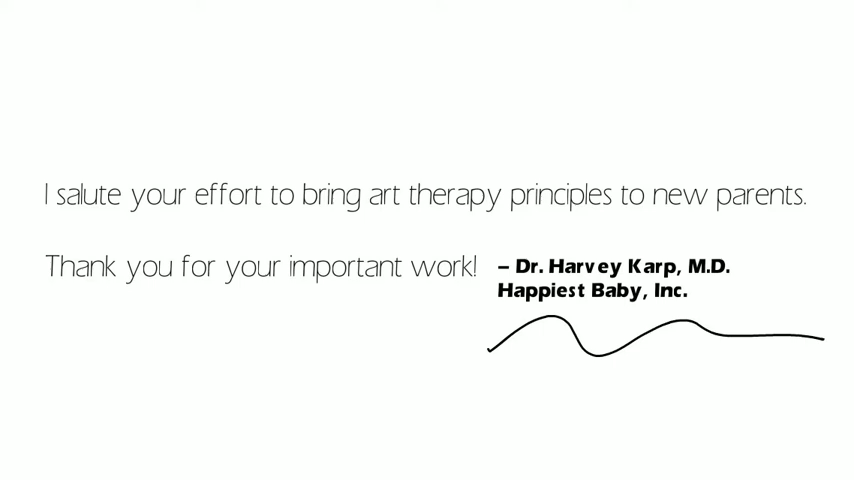 I salute your effort to bring art therapy principles to new parents.
Thank you for your important work!
– Dr. Harvey Karp, M.D.
Happiest Baby, Inc.